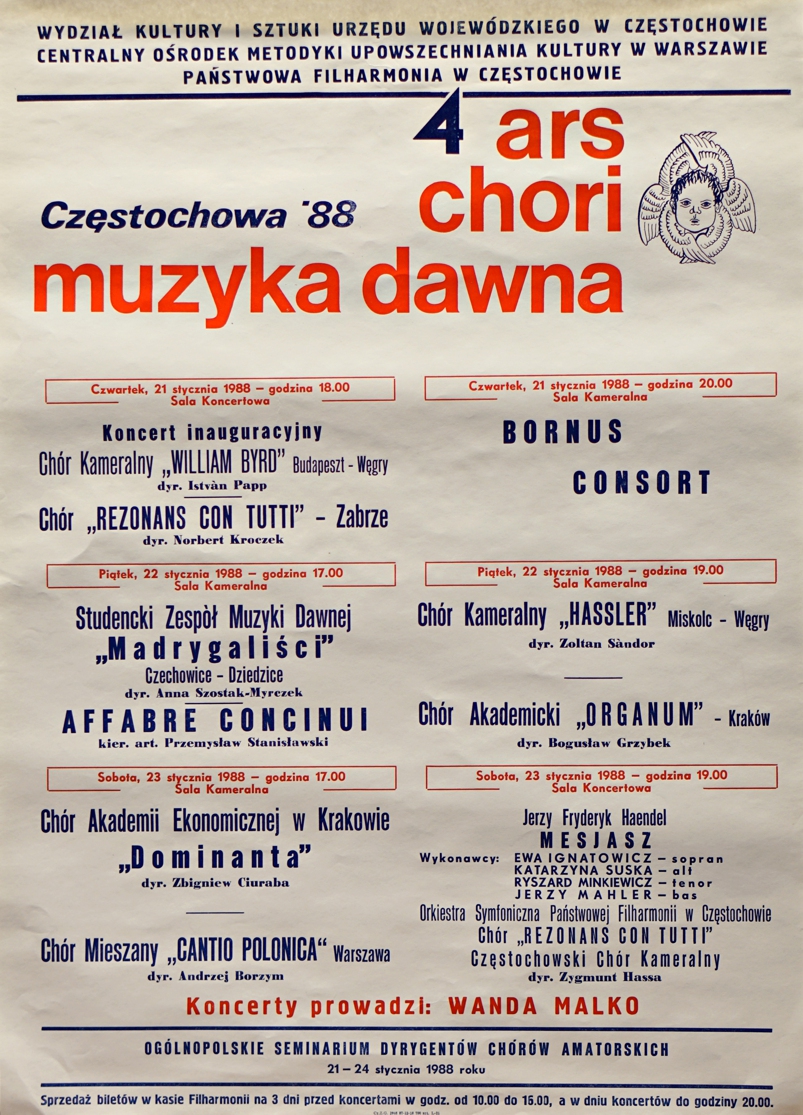 WYDZIAŁ KULTURY I SZTUKI URZĘDU WOJEWÓDZKIEGO W CZĘSTOCHOWIE
CENTRALNY OŚRODEK METODYKI UPOWSZECHNIANIA KULTURY W WARSZAWIE
PAŃSTWOWA FILHARMONIA W CZĘSTOCHOWIE
4 ars
chori
Częstochowa '88
muzyka dawna
Czwartek, 21 stycznia 1988 – godzina 18.00
Sala Koncertowa
Koncert inauguracyjny
Chór Kameralny „WILLIAM BYRD” Budapeszt - Węgry
dyr. Istvàn Papp
Chór „REZONANS CON TUTTI” – Zabrze
dyr. Norbert Kroczek
Czwartek, 21 stycznia 1988 – godzina 20.00
Sala Kameralna
BORNUS
CONSORT
Piątek, 22 stycznia 1988 – godzina 17.00
Sala Kameralna
Studencki Zespòł Muzyki Dawnej
„Madrygaliści”
Czechowice - Dziedzice
dyr. Anna Szostak-Myrczek
AFFABRE CONCINUI
kier. art. Przemysław Stanisławski
Piątek, 22 stycznia 1988 – godzina 19.00
Sala Kameralna
Chór Kameralny „HASSLER” Miskolc - Węgry
dyr. Zoltan Sàndor
Chór Akademicki „ORGANUM” - Kraków
dyr. Bogusław Grzybek
Sobota, 23 stycznia 1988 – godzina 17.00
Sala Kameralna
Chór Akademii Ekonomicznej w Krakowie
„Dominanta”
dyr. Zbigniew Ciuraba
Chór Mieszany „CANTIO POLONICA” Warszawa
dyr. Andrzej Borzym
Sobota, 23 stycznia 1988 – godzina 19.00
Sala Koncertowa
Jerzy Fryderyk Haendel
MESJASZ
Wykonawcy: EWA IGNATOWICZ – sopran
KATARZYNA SUSKA – alt
RYSZARD MINKIEWICZ – tenor
JERZY MAHLER – bas
Orkiestra Symfoniczna Państwowej Filharmonii w Częstochowie
Chór „REZONANS CON TUTTI”
Częstochowski Chór Kameralny
dyr. Zygmunt Hassa
Koncerty prowadzi: WANDA MALKO
OGÓLNOPOLSKIE SEMINARIUM DYRYGENTÓW CHÓRÓW AMATORSKICH
21 – 24 stycznia 1988 roku
Sprzedaż biletów w kasie Filharmonii na 3 dni przed koncertami w godz. od 10.00 do 16.00, a w dniu koncertów do godziny 20.00.